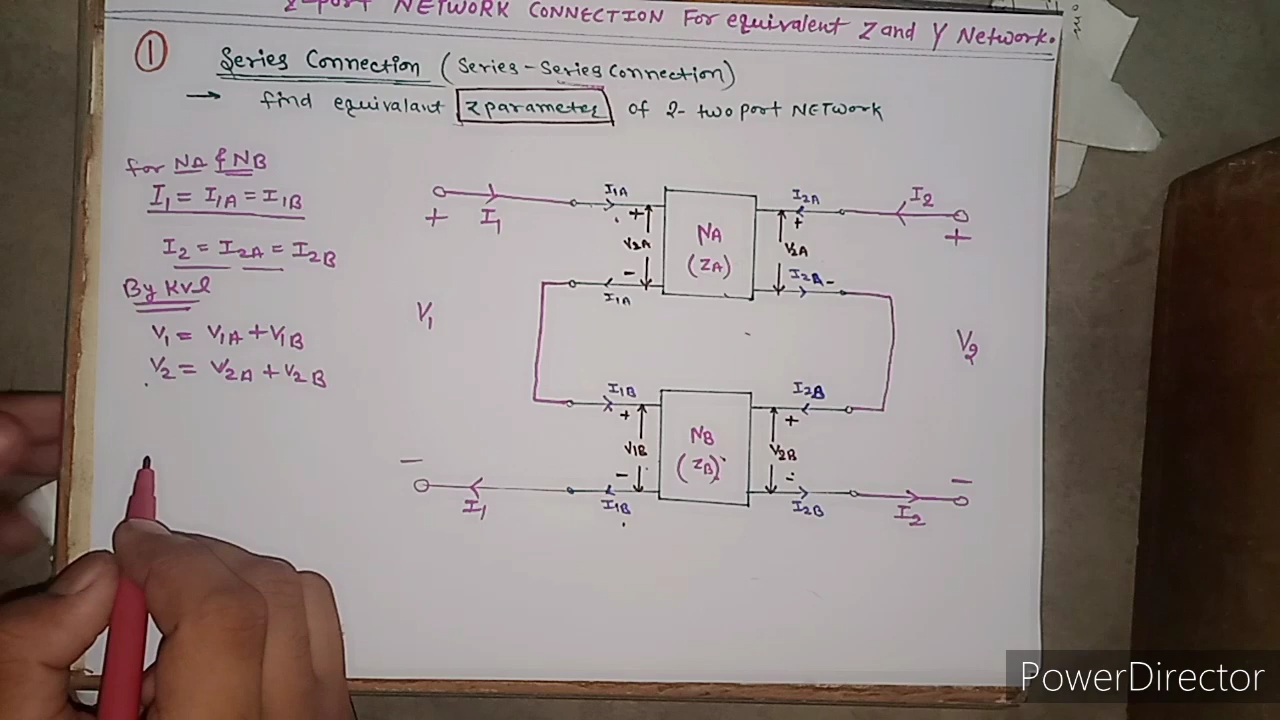 2-port NETWORK CONNECTION For equivalent Z and Y Network.
①
Series Connection (Series-Series Connection)
→ find equivalant Z parameter of 2-two port NETWORK
for NA & NB
I1 = I1A = I1B
I2 = I2A = I2B
By Kvl
V1 = V1A + V1B
V2 = V2A + V2B
I1A
I2A
I2
+
I1
+
V2A
-
NA
(ZA)
+
V2A
-
+
I1A
I2A
V1
V2
I1B
I2B
+
V1B
-
NB
(ZB)
+
V2B
-
-
I1
I1B
I2B
I2
-
PowerDirector